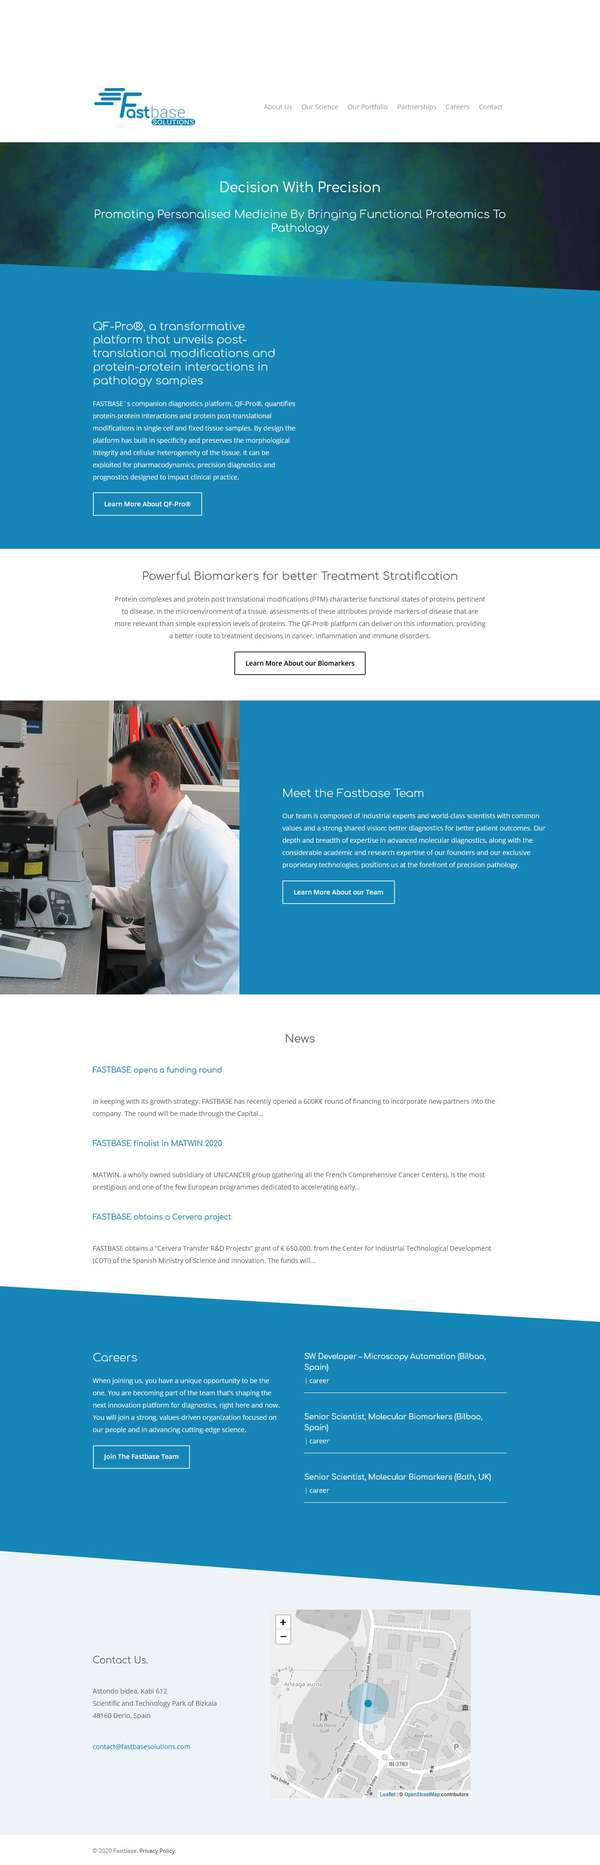 Fastbase
SOLUTIONS
About Us Our Science Our Portfolio Partnerships Careers Contact
Decision With Precision
Promoting Personalised Medicine By Bringing Functional Proteomics To
Pathology
QF-Pro®, a transformative
platform that unveils post-
translational modifications and
protein-protein interactions in
pathology samples
FASTBASE´s companion diagnostics platform, QF-Pro®, quantifies
protein-protein interactions and protein post-translational
modifications in single cell and fixed tissue samples. By design the
platform has built in specificity and preserves the morphological
integrity and cellular heterogeneity of the tissue, it can be
exploited for pharmacodynamics, precision diagnostics and
prognostics designed to impact clinical practice.
Learn More About QF-Pro®
Powerful Biomarkers for better Treatment Stratification
Protein complexes and protein post translational modifications (PTM) characterise functional states of proteins pertinent
to disease. In the microenvironment of a tissue, assessments of these attributes provide markers of disease that are
more relevant than simple expression levels of proteins. The QF-Pro® platform can deliver on this information, providing
a better route to treatment decisions in cancer, inflammation and immune disorders.
Learn More About our Biomarkers
Meet the Fastbase Team
Our team is composed of industrial experts and world-class scientists with common
values and a strong shared vision: better diagnostics for better patient outcomes. Our
depth and breadth of expertise in advanced molecular diagnostics, along with the
considerable academic and research expertise of our founders and our exclusive
proprietary technologies, positions us at the forefront of precision pathology.
Learn More About our Team
News
FASTBASE opens a funding round
In keeping with its growth strategy, FASTBASE has recently opened a 600K€ round of financing to incorporate new partners into the
company. The round will be made through the Capital...
FASTBASE finalist in MATWIN 2020
MATWIN, a wholly owned subsidiary of UNICANCER group (gathering all the French Comprehensive Cancer Centers), is the most
prestigious and one of the few European programmes dedicated to accelerating early...
FASTBASE obtains a Cervera project
FASTBASE obtains a "Cervera Transfer R&D Projects" grant of € 650,000, from the Center for Industrial Technological Development
(CDTI) of the Spanish Ministry of Science and Innovation. The funds will...
Careers
When joining us, you have a unique opportunity to be the
one. You are becoming part of the team that's shaping the
next innovation platform for diagnostics, right here and now.
You will join a strong, values-driven organization focused on
our people and in advancing cutting-edge science.
Join The Fastbase Team
SW Developer – Microscopy Automation (Bilbao,
Spain)
| career
Senior Scientist, Molecular Biomarkers (Bilbao,
Spain)
| career
Senior Scientist, Molecular Biomarkers (Bath, UK)
| career
Contact Us.
Astondo bidea, Kabi 612
Scientific and Technology Park of Bizkaia
48160 Derio, Spain
contact@fastbasesolutions.com
+
−
Arteaga auzoa
BI-3783
Leaflet | © OpenStreetMap contributors
© 2020 Fastbase. Privacy Policy